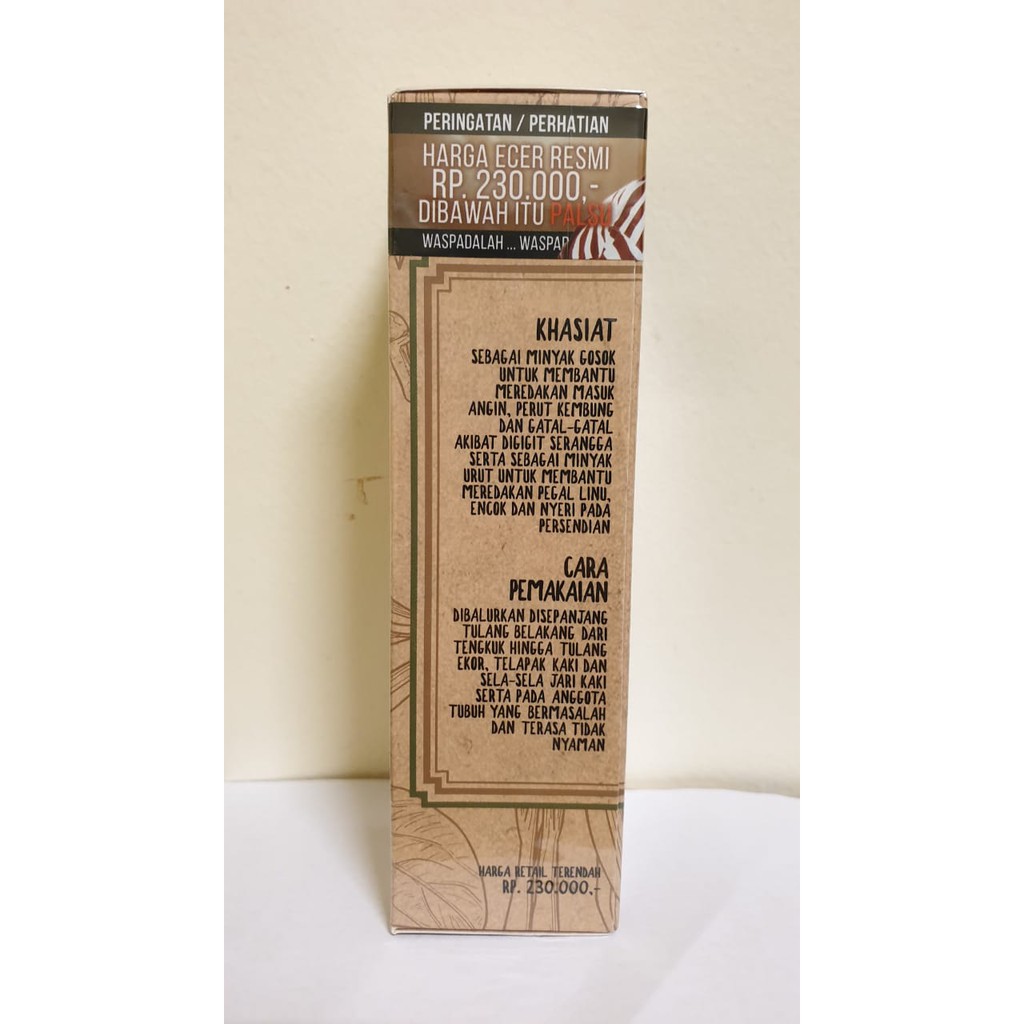 PERINGATAN / PERHATIAN
HARGA ECER RESMI
RP. 230.000,-
DIBAWAH ITU PALSU
WASPADALAH ... WASPAD
KHASIAT
SEBAGAI MINYAK GOSOK
UNTUK MEMBANTU
MEREDAKAN MASUK
ANGIN, PERUT KEMBUNG
DAN GATAL-GATAL
AKIBAT DIGIGIT SERANGGA
SERTA SEBAGAI MINYAK
URUT UNTUK MEMBANTU
MEREDAKAN PEGAL LINU,
ENCOK DAN NYERI PADA
PERSENDIAN
CARA
PEMAKAIAN
DIBALURKAN DISEPANJANG
TULANG BELAKANG DARI
TENGKUK HINGGA TULANG
EKOR, TELAPAK KAKI DAN
SELA-SELA JARI KAKI
SERTA PADA ANGGOTA
TUBUH YANG BERMASALAH
DAN TERASA TIDAK
NYAMAN
HARGA RETAIL TERENDAH
RP. 230.000,-